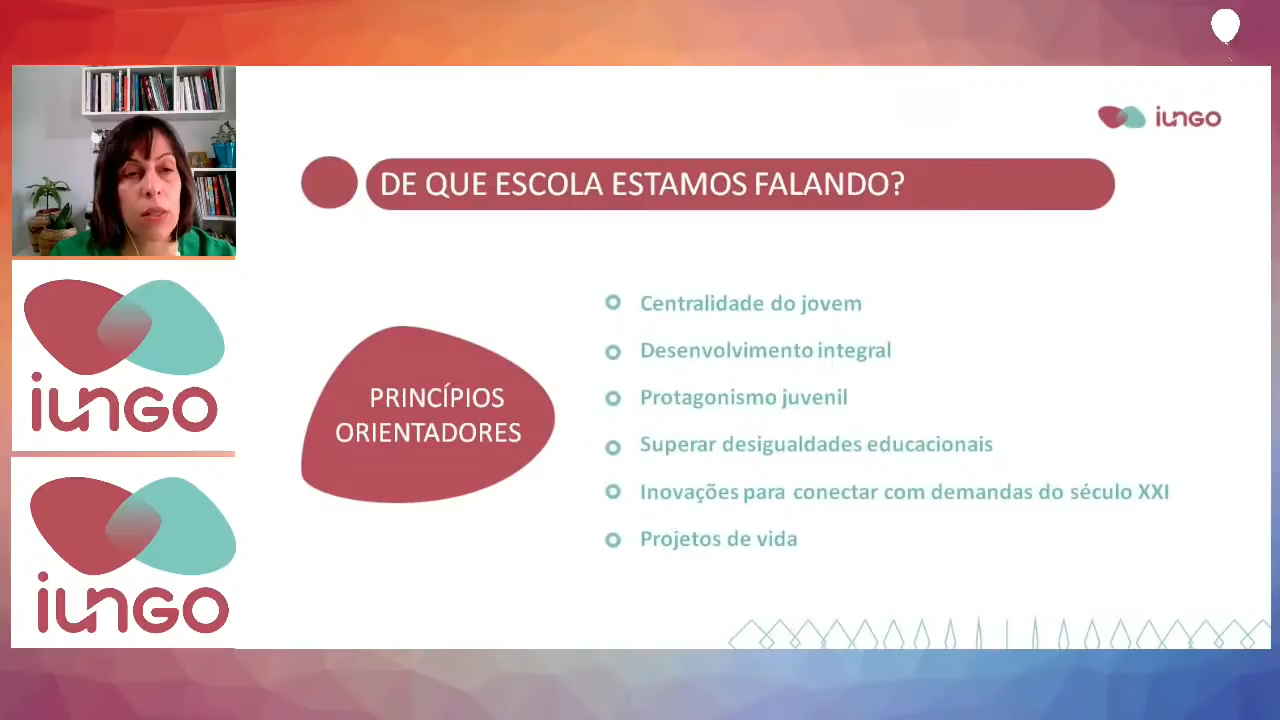 iungo
DE QUE ESCOLA ESTAMOS FALANDO?
PRINCÍPIOS
ORIENTADORES
Centralidade do jovem
Desenvolvimento integral
Protagonismo juvenil
Superar desigualdades educacionais
Inovações para conectar com demandas do século XXI
Projetos de vida
iungo
iungo